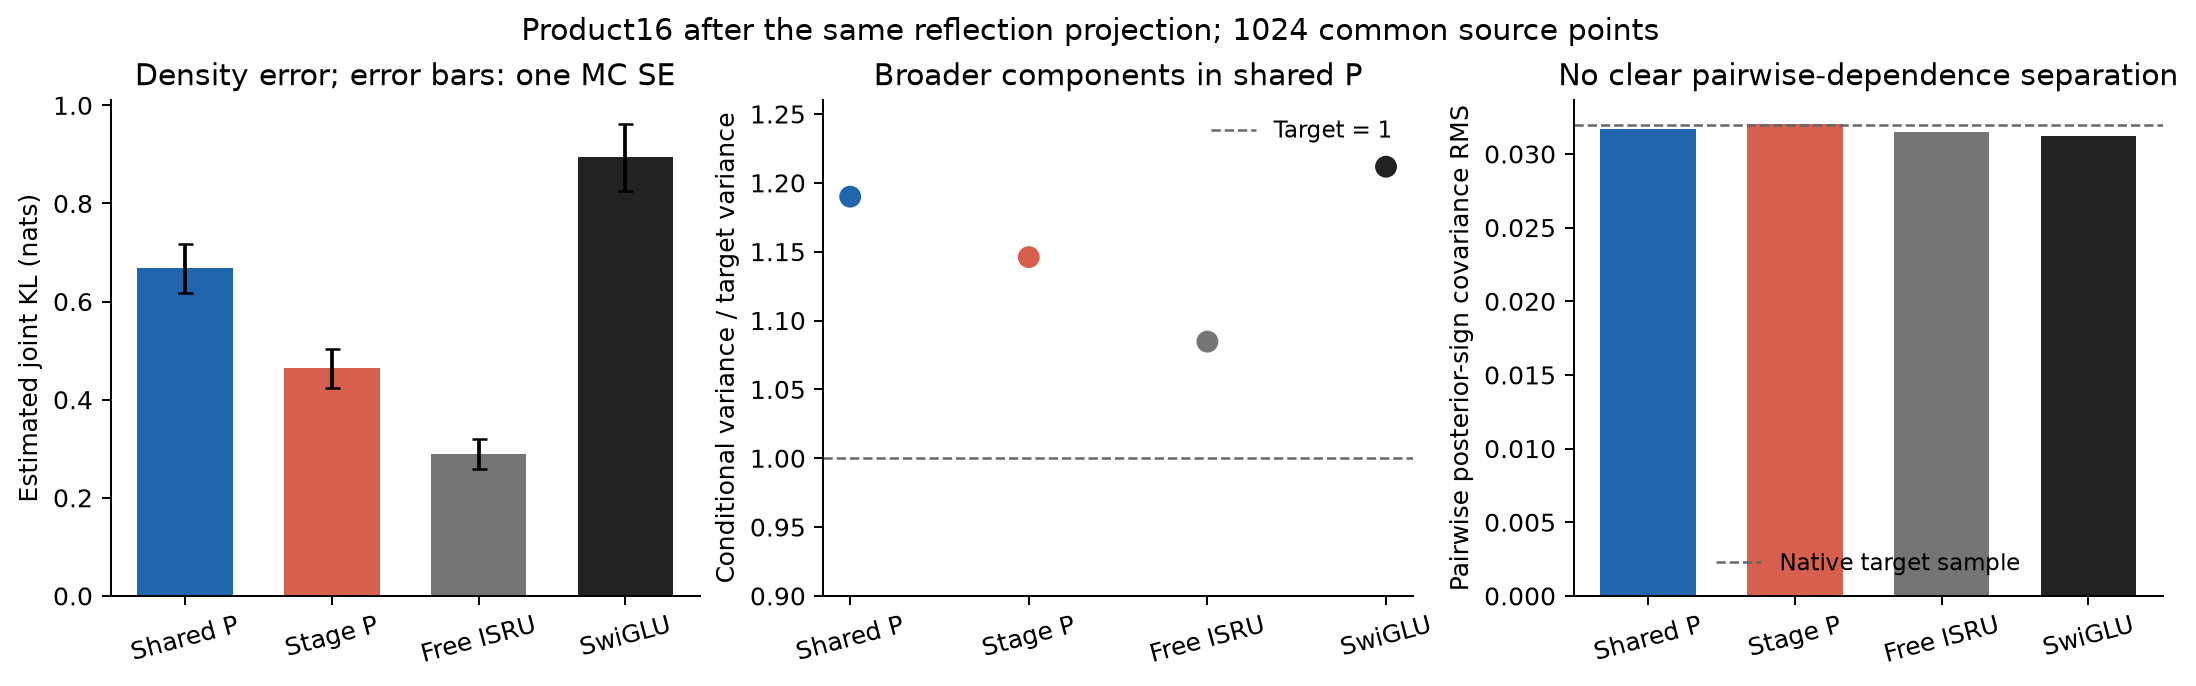 Product16 after the same reflection projection; 1024 common source points
Density error; error bars: one MC SE
Estimated joint KL (nats)
1.0
0.8
0.6
0.4
0.2
0.0
Shared P
Stage P
Free ISRU
SwiGLU
Broader components in shared P
Conditional variance / target variance
1.25
1.20
1.15
1.10
1.05
1.00
0.95
0.90
Target = 1
Shared P
Stage P
Free ISRU
SwiGLU
No clear pairwise-dependence separation
Pairwise posterior-sign covariance RMS
0.030
0.025
0.020
0.015
0.010
0.005
0.000
Native target sample
Shared P
Stage P
Free ISRU
SwiGLU